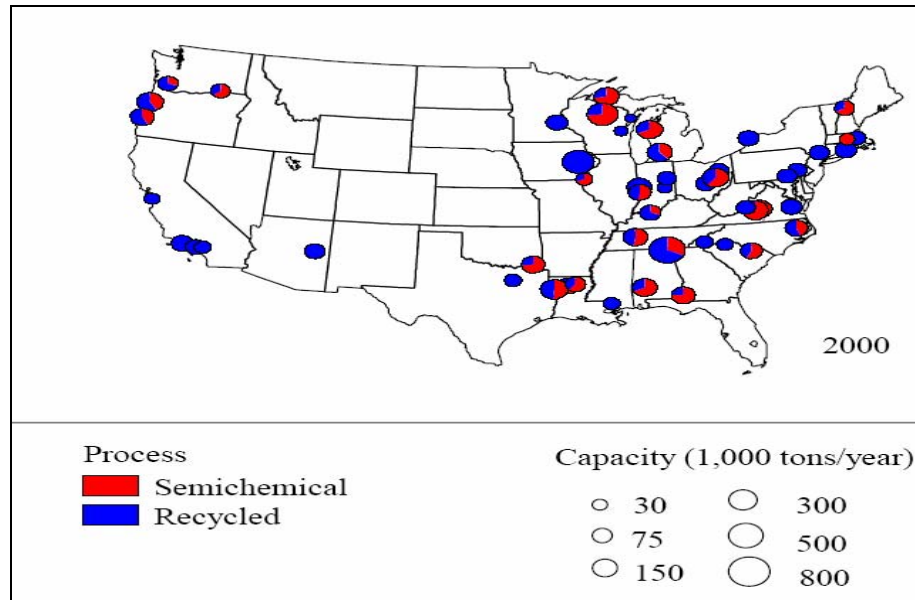 2000
Process
Semichemical
Recycled
Capacity (1,000 tons/year)
30
75
150
300
500
800